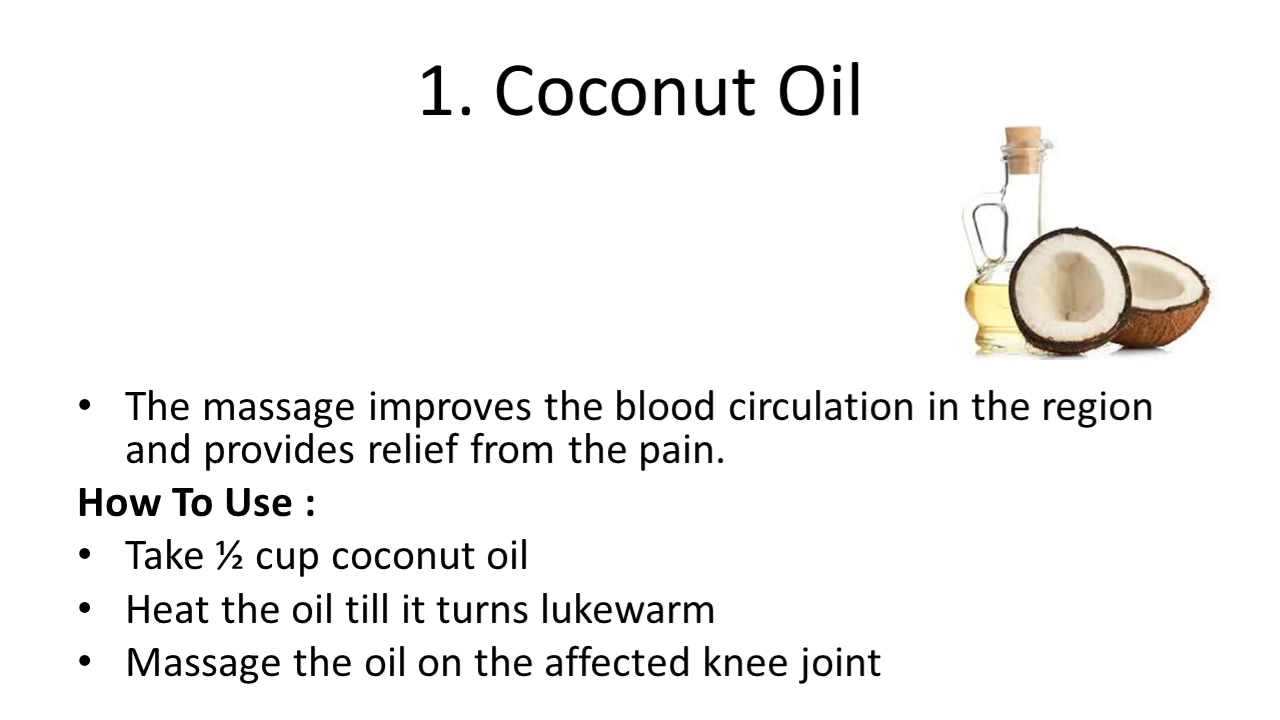 1. Coconut Oil
• The massage improves the blood circulation in the region
and provides relief from the pain.
How To Use :
• Take ½ cup coconut oil
• Heat the oil till it turns lukewarm
• Massage the oil on the affected knee joint